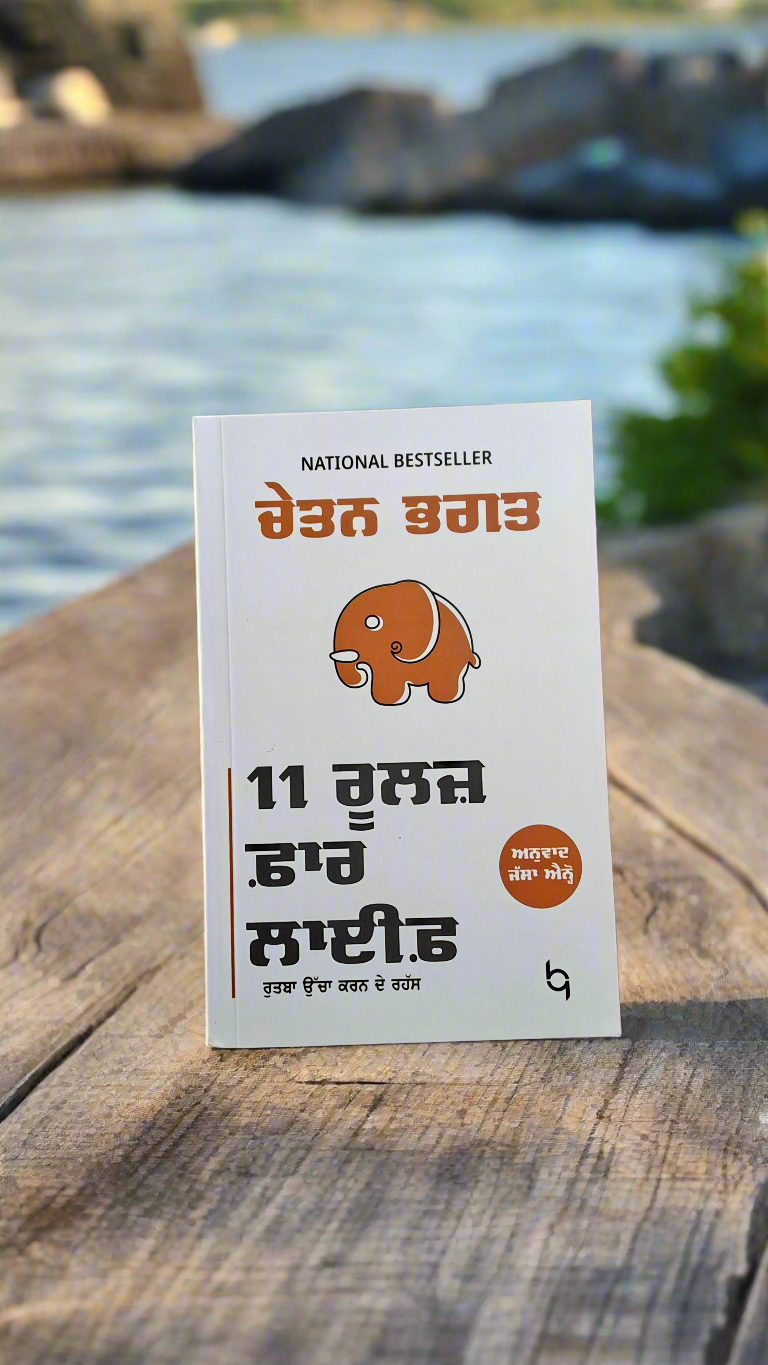 NATIONAL BESTSELLER
ਚੇਤਨ ਭਗਤ
11 ਰੂਲਜ਼
ਫ਼ਾਰ
ਲਾਈਫ਼
ਰੁਤਬਾ ਉੱਚਾ ਕਰਨ ਦੇ ਰਹੱਸ
ਅਨੁਵਾਦ
ਜੱਸਾ ਐਨ੍ਹੋ